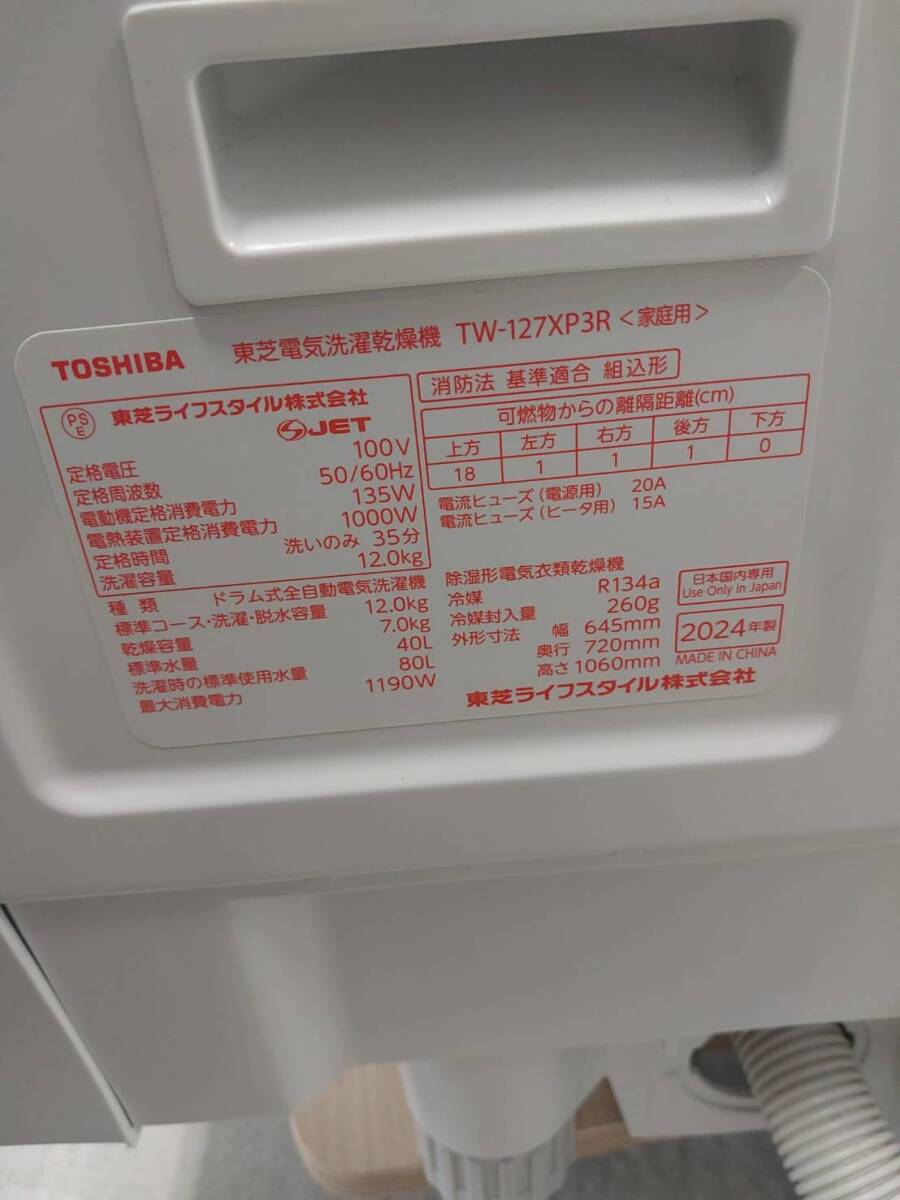 TOSHIBA 東芝電気洗濯乾燥機 TW-127XP3R <家庭用>
PS
E
東芝ライフスタイル株式会社
JET
定格電圧 100V
定格周波数 50/60Hz
電動機定格消費電力 135W
電熱装置定格消費電力 1000W
定格時間 洗いのみ 35分
洗濯容量 12.0kg
種類 ドラム式全自動電気洗濯機
標準コース・洗濯・脱水容量 12.0kg
乾燥容量 7.0kg
標準水量 40L
洗濯時の標準使用水量 80L
最大消費電力 1190W
消防法 基準適合 組込形
可燃物からの離隔距離(cm)
上方 左方 右方 後方 下方
18 1 1 1 0
電流ヒューズ(電源用) 20A
電流ヒューズ(ヒータ用) 15A
除湿形電気衣類乾燥機
冷媒 R134a
冷媒封入量 260g
外形寸法 幅 645mm
奥行 720mm
高さ 1060mm
日本国内専用
Use Only in Japan
2024年製
MADE IN CHINA
東芝ライフスタイル株式会社